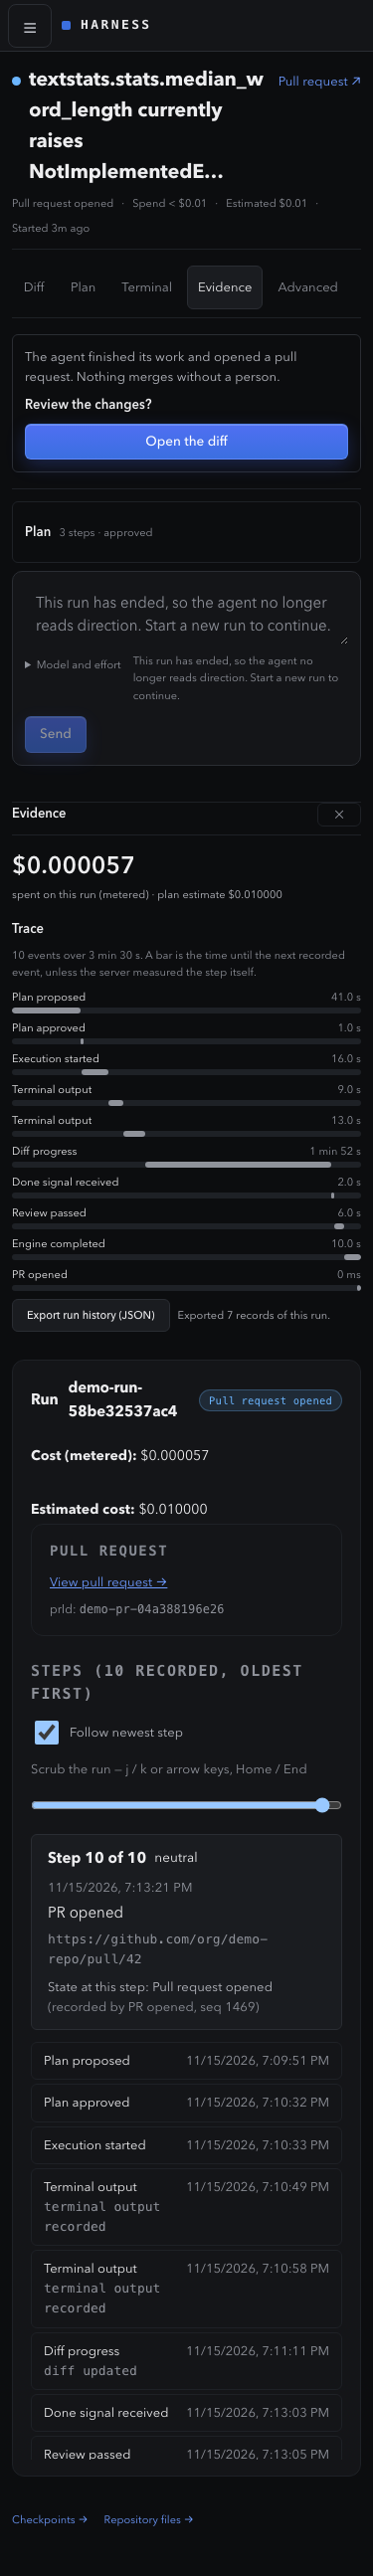 HARNESS
textstats.stats.median_w
ord_length currently
raises
NotImplementedE...
Pull request ↗
Pull request opened · Spend < $0.01 · Estimated $0.01 ·
Started 3m ago
Diff Plan Terminal Evidence Advanced
The agent finished its work and opened a pull
request. Nothing merges without a person.
Review the changes?
Open the diff
Plan 3 steps · approved
This run has ended, so the agent no longer
reads direction. Start a new run to continue.
Model and effort
This run has ended, so the agent no
longer reads direction. Start a new run to
continue.
Send
Evidence
$0.000057
spent on this run (metered) · plan estimate $0.010000
Trace
10 events over 3 min 30 s. A bar is the time until the next recorded
event, unless the server measured the step itself.
Plan proposed 41.0 s
Plan approved 1.0 s
Execution started 16.0 s
Terminal output 9.0 s
Terminal output 13.0 s
Diff progress 1 min 52 s
Done signal received 2.0 s
Review passed 6.0 s
Engine completed 10.0 s
PR opened 0 ms
Export run history (JSON) Exported 7 records of this run.
Run demo-run-
58be32537ac4
Pull request opened
Cost (metered): $0.000057
Estimated cost: $0.010000
PULL REQUEST
View pull request →
prId: demo-pr-04a388196e26
STEPS (10 RECORDED, OLDEST
FIRST)
Follow newest step
Scrub the run — j / k or arrow keys, Home / End
Step 10 of 10 neutral
11/15/2026, 7:13:21 PM
PR opened
https://github.com/org/demo-
repo/pull/42
State at this step: Pull request opened
(recorded by PR opened, seq 1469)
Plan proposed 11/15/2026, 7:09:51 PM
Plan approved 11/15/2026, 7:10:32 PM
Execution started 11/15/2026, 7:10:33 PM
Terminal output 11/15/2026, 7:10:49 PM
terminal output
recorded
Terminal output 11/15/2026, 7:10:58 PM
terminal output
recorded
Diff progress 11/15/2026, 7:11:11 PM
diff updated
Done signal received 11/15/2026, 7:13:03 PM
Review passed 11/15/2026, 7:13:05 PM
Checkpoints → Repository files →